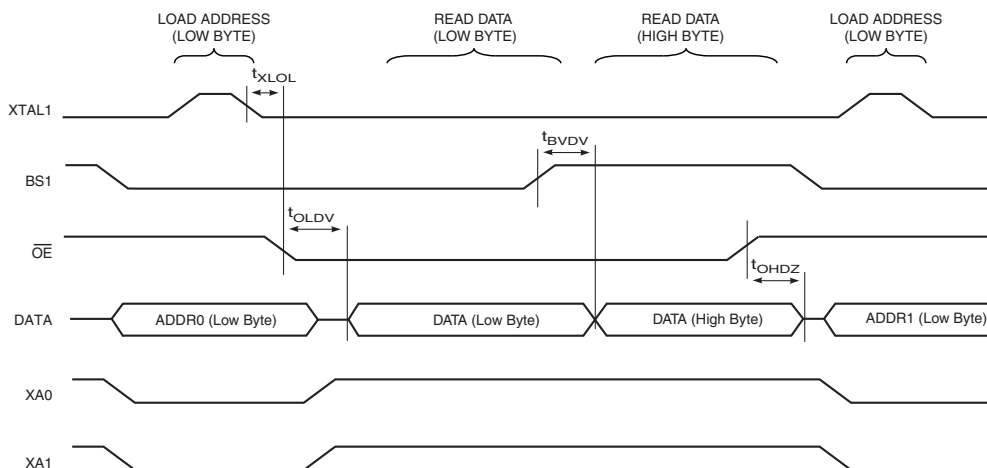 LOAD ADDRESS
(LOW BYTE)
READ DATA
(LOW BYTE)
READ DATA
(HIGH BYTE)
LOAD ADDRESS
(LOW BYTE)
tXLOL
XTAL1
tBVDV
BS1
tOLDV
OE
tOHDZ
DATA
ADDR0 (Low Byte)
DATA (Low Byte)
DATA (High Byte)
ADDR1 (Low Byte)
XA0
XA1